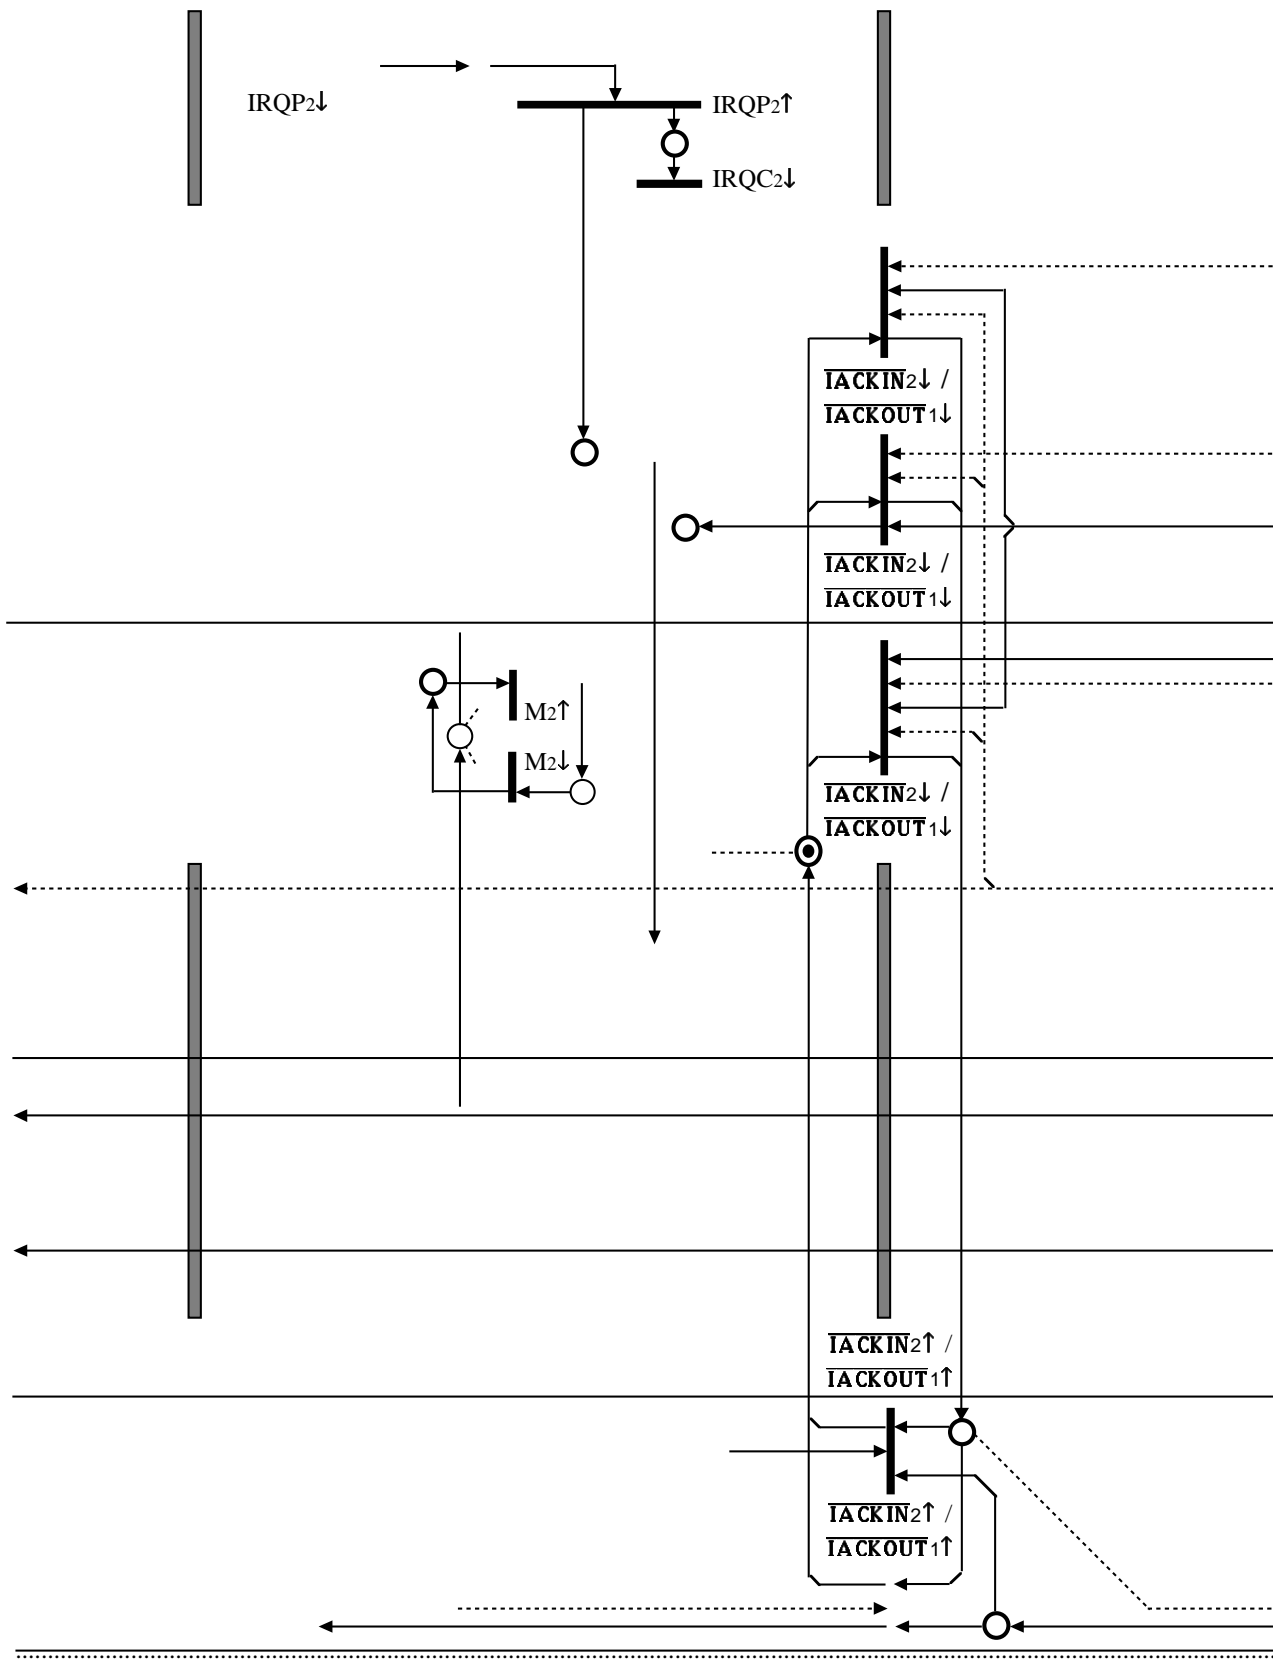 IRQP2↓
IRQP2↑
IRQC2↓
IACKIN2↓ /
IACKOUT1↓
IACKIN2↓ /
IACKOUT1↓
M2↑
M2↓
IACKIN2↓ /
IACKOUT1↓
IACKIN2↑ /
IACKOUT1↑
IACKIN2↑ /
IACKOUT1↑